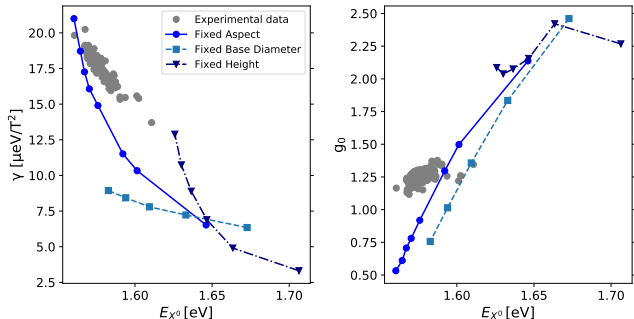 20.0
17.5
15.0
12.5
10.0
7.5
5.0
2.5
γ [μeV/T²]
Experimental data
Fixed Aspect
Fixed Base Diameter
Fixed Height
1.60
1.65
1.70
E_X⁰ [eV]
2.50
2.25
2.00
1.75
1.50
1.25
1.00
0.75
0.50
g₀
1.60
1.65
1.70
E_X⁰ [eV]